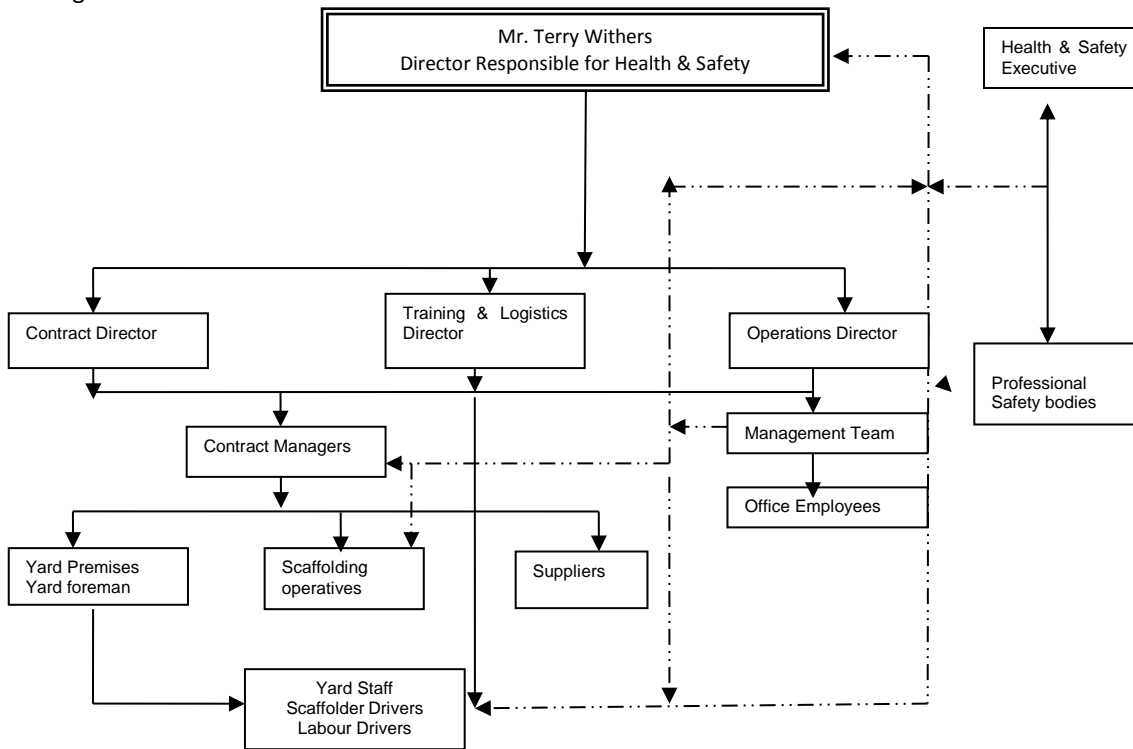 Mr. Terry Withers
Director Responsible for Health & Safety
Health & Safety
Executive
Contract Director
Training & Logistics
Director
Operations Director
Professional
Safety bodies
Contract Managers
Management Team
Office Employees
Yard Premises
Yard foreman
Scaffolding
operatives
Suppliers
Yard Staff
Scaffolder Drivers
Labour Drivers